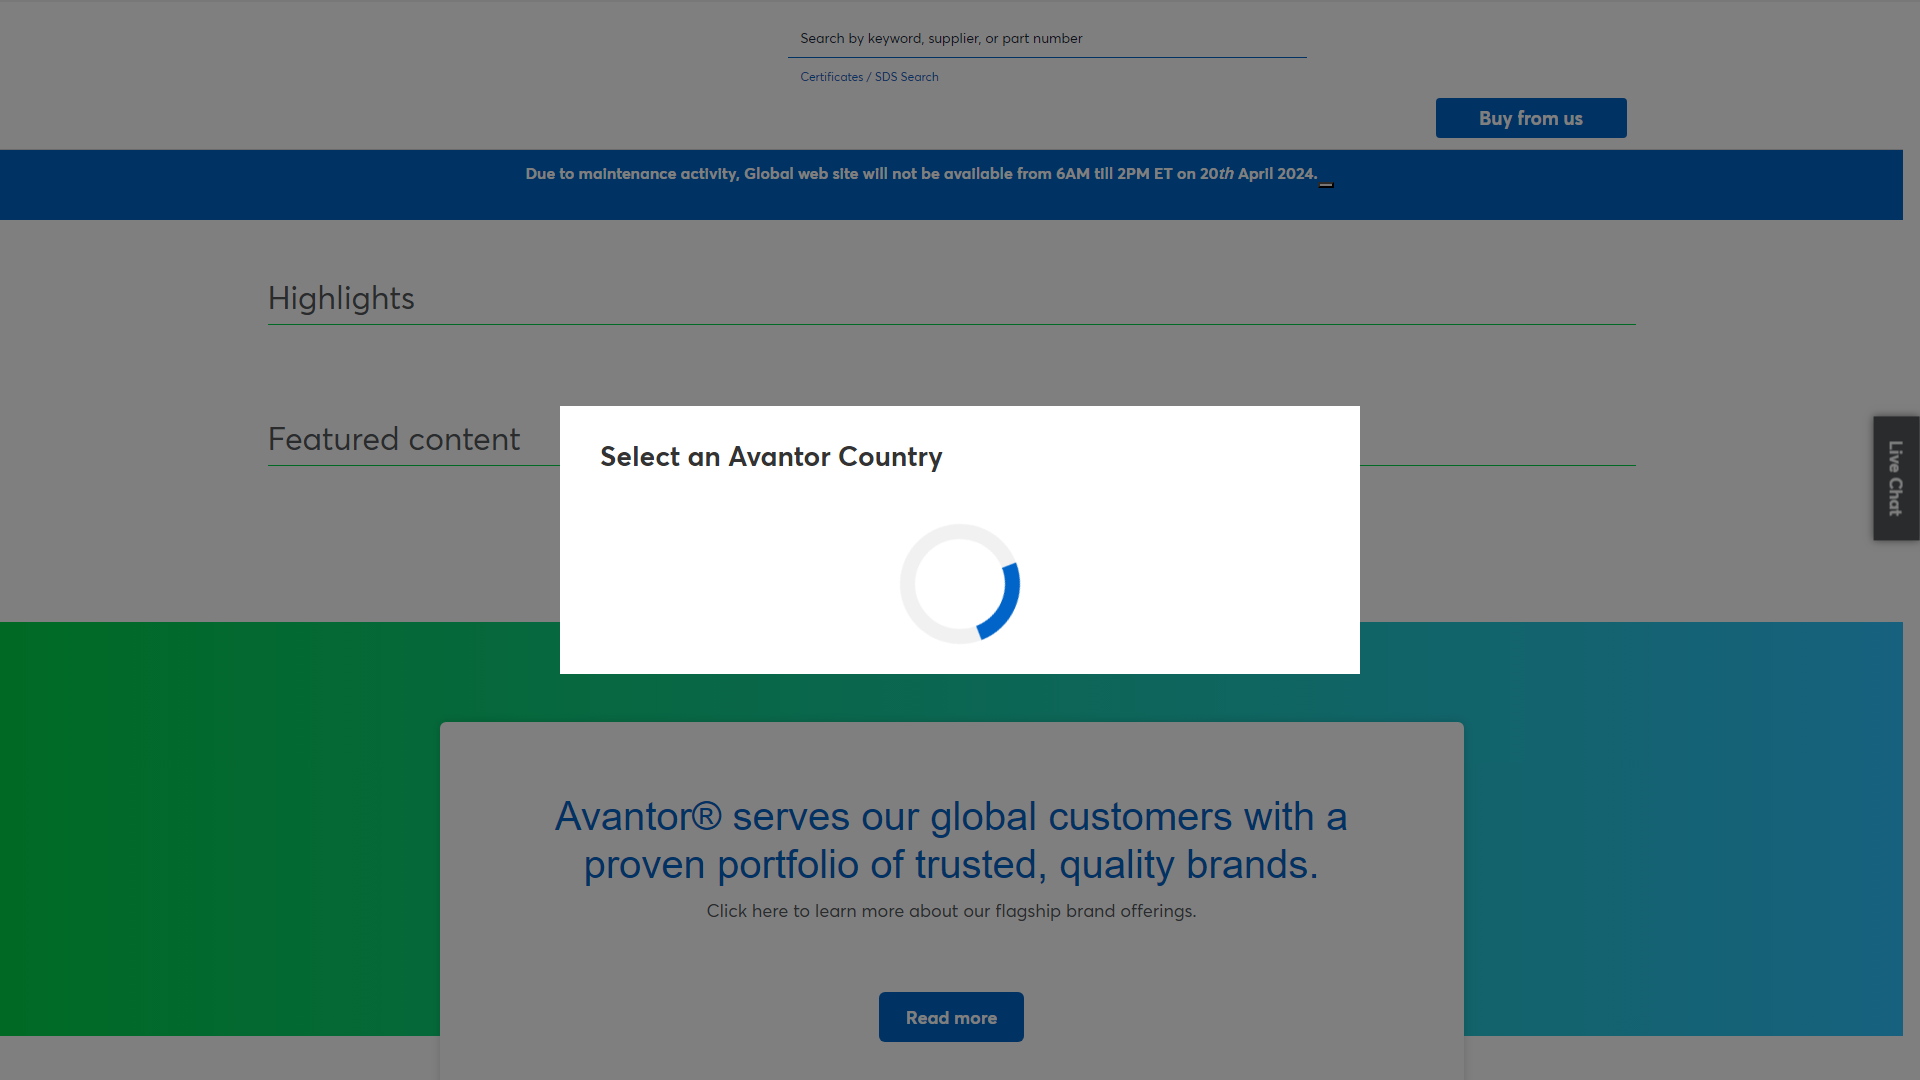 Search by keyword, supplier, or part number
Certificates / SDS Search
Buy from us
Due to maintenance activity, Global web site will not be available from 6AM till 2PM ET on 20th April 2024.
Highlights
Featured content
Select an Avantor Country
Live Chat
Avantor® serves our global customers with a
proven portfolio of trusted, quality brands.
Click here to learn more about our flagship brand offerings.
Read more